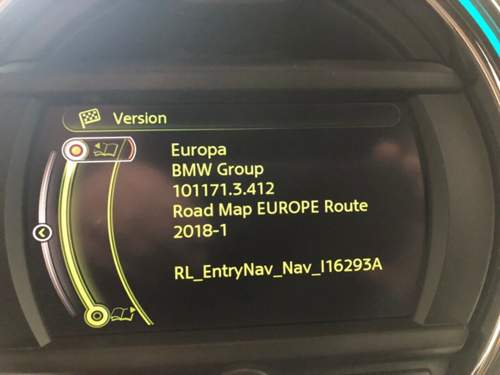 Version
Europa
BMW Group
101171.3.412
Road Map EUROPE Route
2018-1
RL_EntryNav_Nav_I16293A